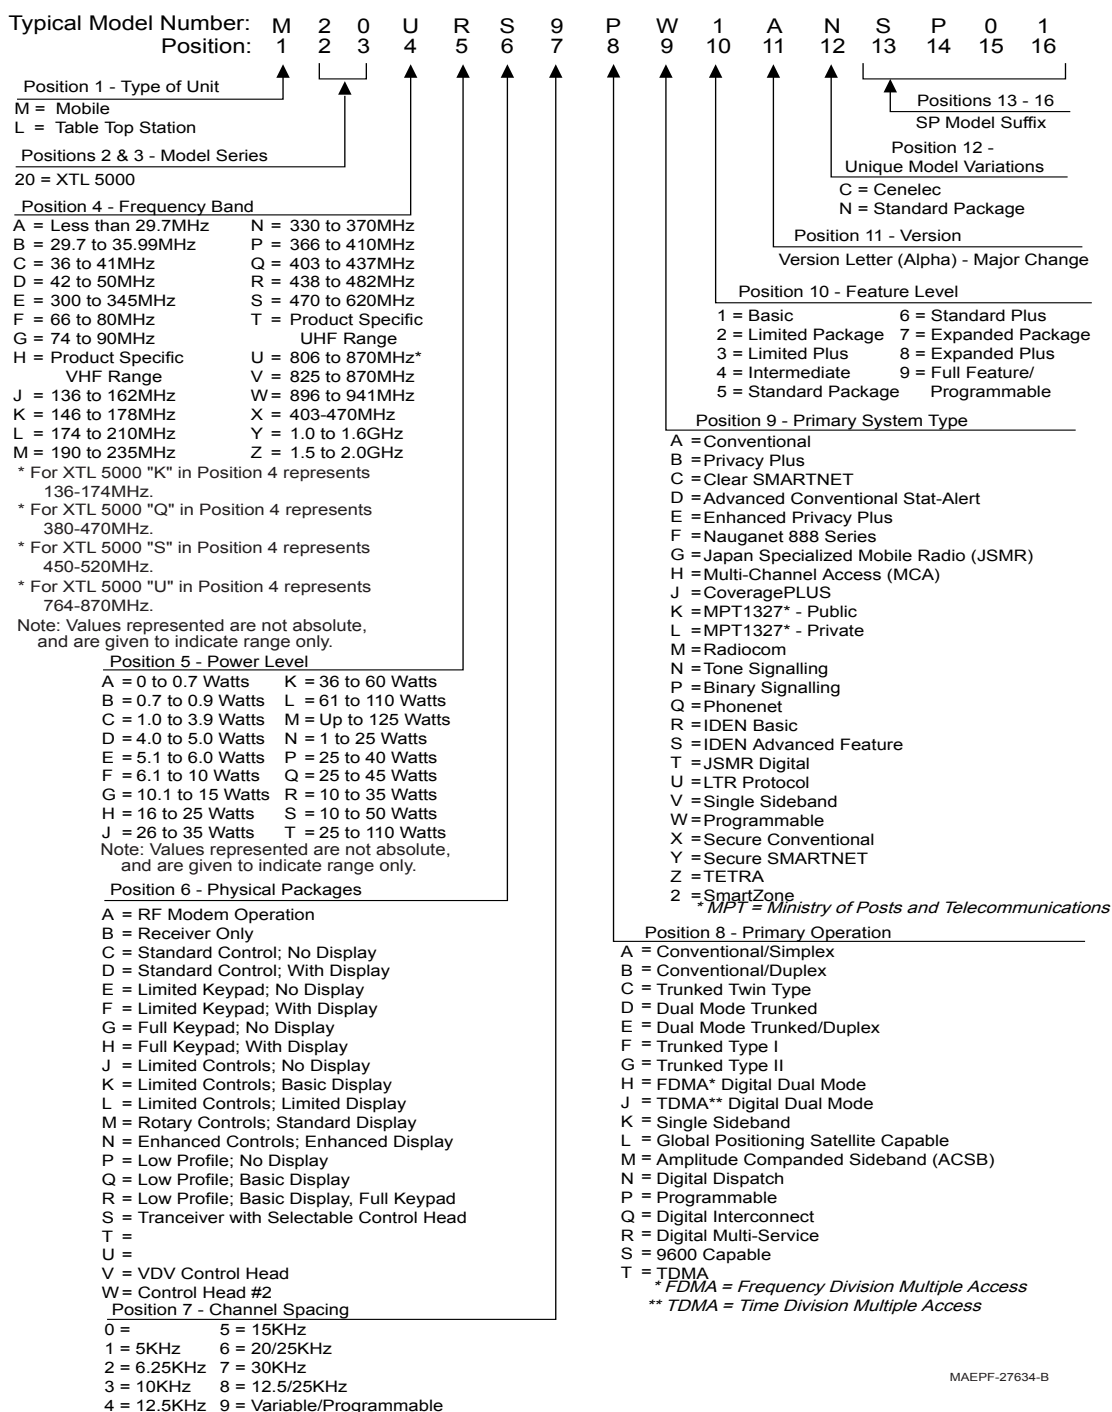 Typical Model Number: M 2 0 U R S 9 P W 1 A N S P 0 1
Position: 1 2 3 4 5 6 7 8 9 10 11 12 13 14 15 16
Position 1 - Type of Unit
M = Mobile
L = Table Top Station
Positions 2 & 3 - Model Series
20 = XTL 5000
Position 4 - Frequency Band
A = Less than 29.7MHz
B = 29.7 to 35.99MHz
C = 36 to 41MHz
D = 42 to 50MHz
E = 300 to 345MHz
F = 66 to 80MHz
G = 74 to 90MHz
H = Product Specific
VHF Range
J = 136 to 162MHz
K = 146 to 178MHz
L = 174 to 210MHz
M = 190 to 235MHz
N = 330 to 370MHz
P = 366 to 410MHz
Q = 403 to 437MHz
R = 438 to 482MHz
S = 470 to 620MHz
T = Product Specific
UHF Range
U = 806 to 870MHz*
V = 825 to 870MHz
W = 896 to 941MHz
X = 403-470MHz
Y = 1.0 to 1.6GHz
Z = 1.5 to 2.0GHz
* For XTL 5000 "K" in Position 4 represents
136-174MHz.
* For XTL 5000 "Q" in Position 4 represents
380-470MHz.
* For XTL 5000 "S" in Position 4 represents
450-520MHz.
* For XTL 5000 "U" in Position 4 represents
764-870MHz.
Note: Values represented are not absolute,
and are given to indicate range only.
Position 5 - Power Level
A = 0 to 0.7 Watts
B = 0.7 to 0.9 Watts
C = 1.0 to 3.9 Watts
D = 4.0 to 5.0 Watts
E = 5.1 to 6.0 Watts
F = 6.1 to 10 Watts
G = 10.1 to 15 Watts
H = 16 to 25 Watts
J = 26 to 35 Watts
K = 36 to 60 Watts
L = 61 to 110 Watts
M = Up to 125 Watts
N = 1 to 25 Watts
P = 25 to 40 Watts
Q = 25 to 45 Watts
R = 10 to 35 Watts
S = 10 to 50 Watts
T = 25 to 110 Watts
Note: Values represented are not absolute,
and are given to indicate range only.
Position 6 - Physical Packages
A = RF Modem Operation
B = Receiver Only
C = Standard Control; No Display
D = Standard Control; With Display
E = Limited Keypad; No Display
F = Limited Keypad; With Display
G = Full Keypad; No Display
H = Full Keypad; With Display
J = Limited Controls; No Display
K = Limited Controls; Basic Display
L = Limited Controls; Limited Display
M = Rotary Controls; Standard Display
N = Enhanced Controls; Enhanced Display
P = Low Profile; No Display
Q = Low Profile; Basic Display
R = Low Profile; Basic Display, Full Keypad
S = Tranceiver with Selectable Control Head
T =
U =
V = VDV Control Head
W = Control Head #2
Position 7 - Channel Spacing
0 =
1 = 5KHz
2 = 6.25KHz
3 = 10KHz
4 = 12.5KHz
5 = 15KHz
6 = 20/25KHz
7 = 30KHz
8 = 12.5/25KHz
9 = Variable/Programmable
Positions 13 - 16
SP Model Suffix
Position 12 -
Unique Model Variations
C = Cenelec
N = Standard Package
Position 11 - Version
Version Letter (Alpha) - Major Change
Position 10 - Feature Level
1 = Basic
2 = Limited Package
3 = Limited Plus
4 = Intermediate
5 = Standard Package
6 = Standard Plus
7 = Expanded Package
8 = Expanded Plus
9 = Full Feature/
Programmable
Position 9 - Primary System Type
A = Conventional
B = Privacy Plus
C = Clear SMARTNET
D = Advanced Conventional Stat-Alert
E = Enhanced Privacy Plus
F = Nauganet 888 Series
G = Japan Specialized Mobile Radio (JSMR)
H = Multi-Channel Access (MCA)
J = CoveragePLUS
K = MPT1327* - Public
L = MPT1327* - Private
M = Radiocom
N = Tone Signalling
P = Binary Signalling
Q = Phonenet
R = IDEN Basic
S = IDEN Advanced Feature
T = JSMR Digital
U = LTR Protocol
V = Single Sideband
W = Programmable
X = Secure Conventional
Y = Secure SMARTNET
Z = TETRA
2 = SmartZone
* MPT = Ministry of Posts and Telecommunications
Position 8 - Primary Operation
A = Conventional/Simplex
B = Conventional/Duplex
C = Trunked Twin Type
D = Dual Mode Trunked
E = Dual Mode Trunked/Duplex
F = Trunked Type I
G = Trunked Type II
H = FDMA* Digital Dual Mode
J = TDMA** Digital Dual Mode
K = Single Sideband
L = Global Positioning Satellite Capable
M = Amplitude Companded Sideband (ACSB)
N = Digital Dispatch
P = Programmable
Q = Digital Interconnect
R = Digital Multi-Service
S = 9600 Capable
T = TDMA
* FDMA = Frequency Division Multiple Access
** TDMA = Time Division Multiple Access
MAEPF-27634-B